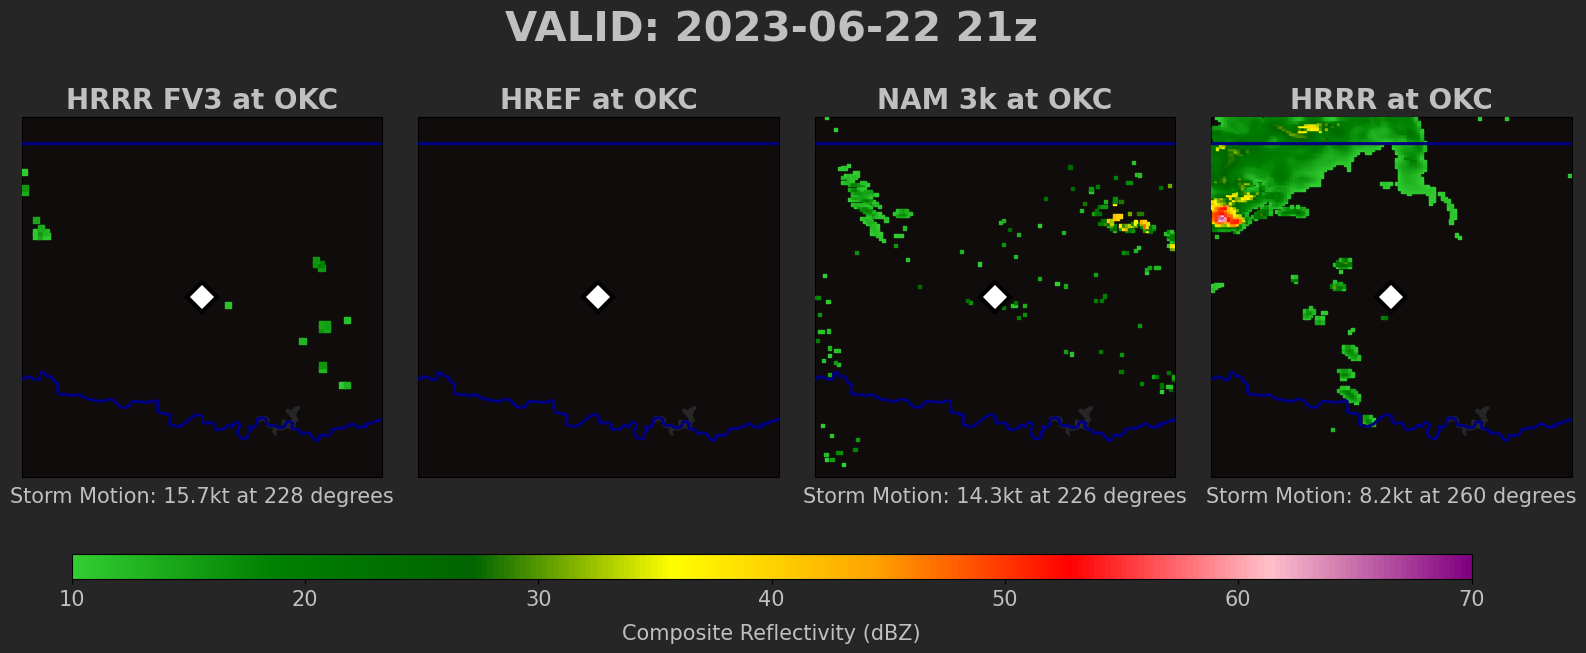 VALID: 2023-06-22 21z
HRRR FV3 at OKC
HREF at OKC
NAM 3k at OKC
HRRR at OKC
Storm Motion: 15.7kt at 228 degrees
Storm Motion: 14.3kt at 226 degrees
Storm Motion: 8.2kt at 260 degrees
10 20 30 40 50 60 70
Composite Reflectivity (dBZ)